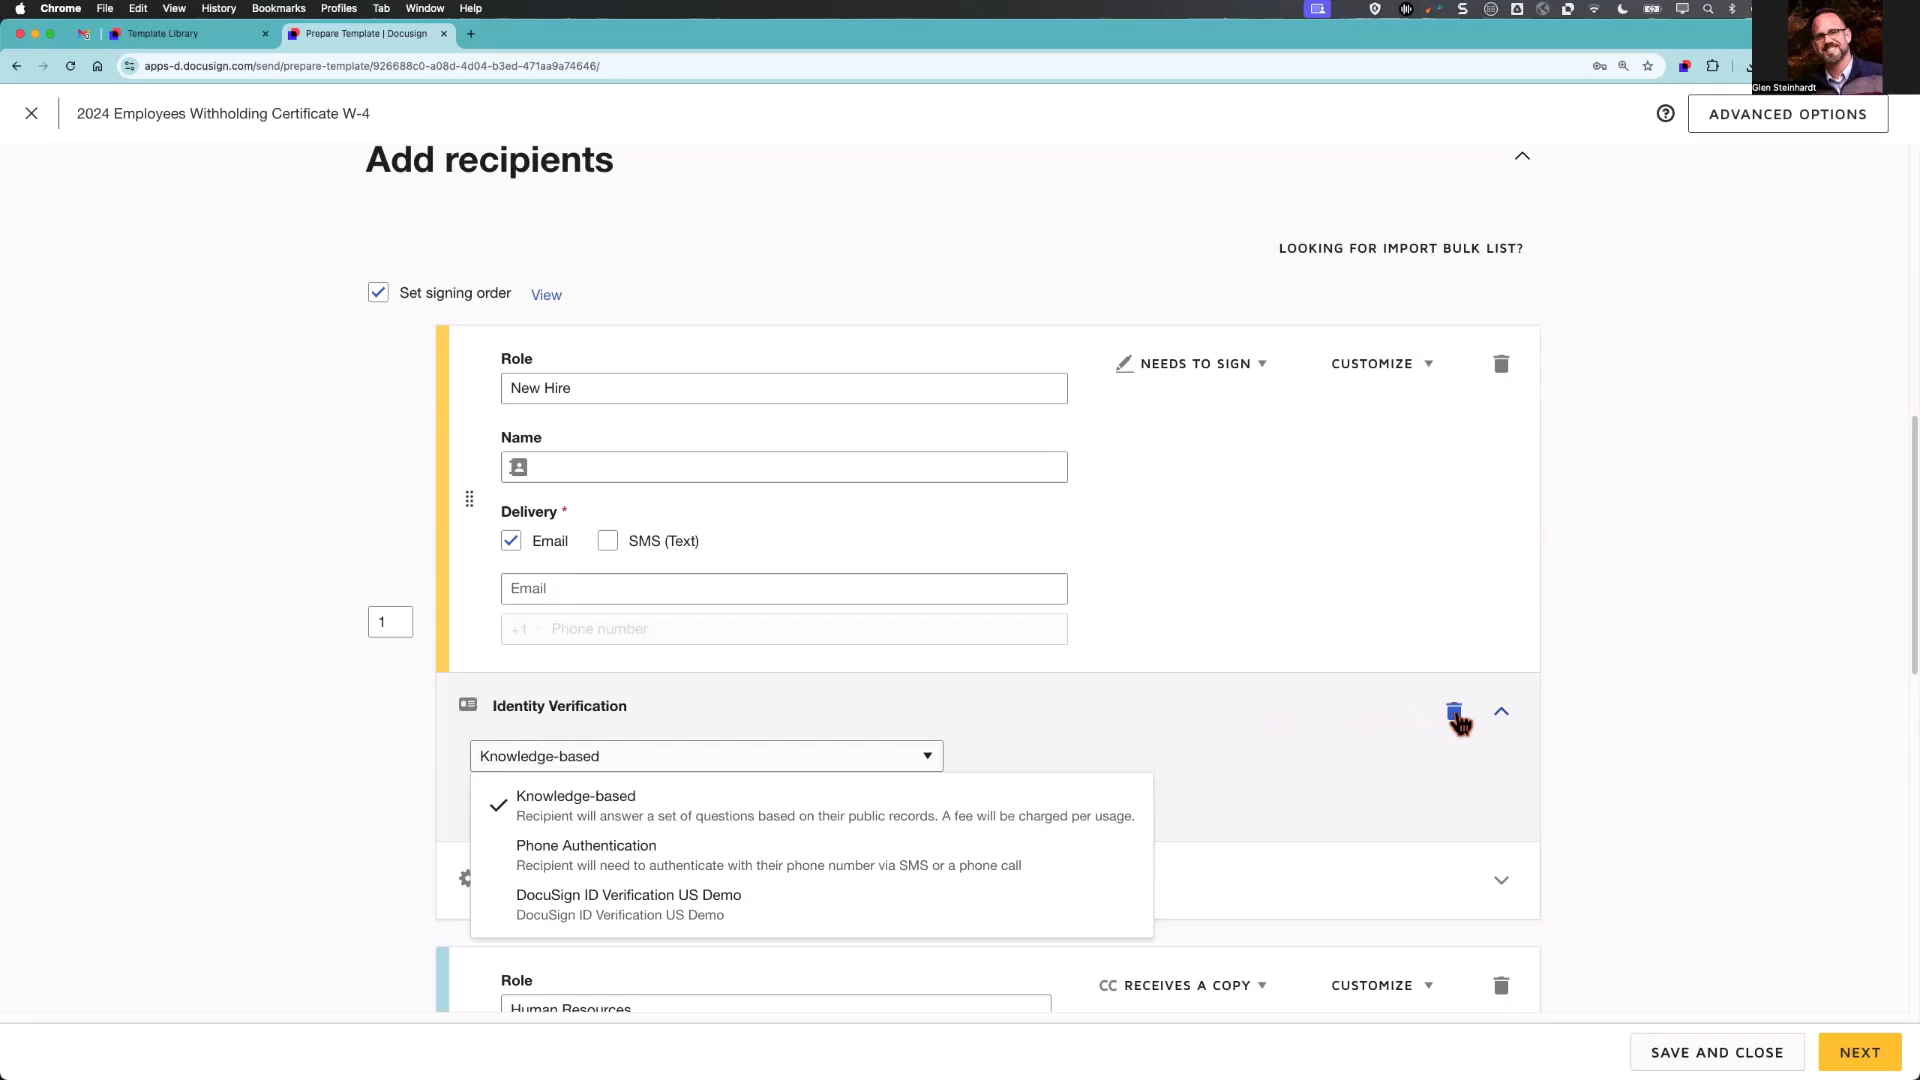 Chrome File Edit View History Bookmarks Profiles Tab Window Help
Template Library
Prepare Template | Docusign
apps-d.docusign.com/send/prepare-template/926688c0-a08d-4d04-b3ed-471aa9a74646/
Glen Steinhardt
2024 Employees Withholding Certificate W-4
ADVANCED OPTIONS
Add recipients
LOOKING FOR IMPORT BULK LIST?
Set signing order View
Role
NEEDS TO SIGN CUSTOMIZE
New Hire
Name
Delivery *
Email SMS (Text)
Email
1
+1 Phone number
Identity Verification
Knowledge-based
Knowledge-based
Recipient will answer a set of questions based on their public records. A fee will be charged per usage.
Phone Authentication
Recipient will need to authenticate with their phone number via SMS or a phone call
DocuSign ID Verification US Demo
DocuSign ID Verification US Demo
Role
CC RECEIVES A COPY CUSTOMIZE
Human Resources
SAVE AND CLOSE NEXT